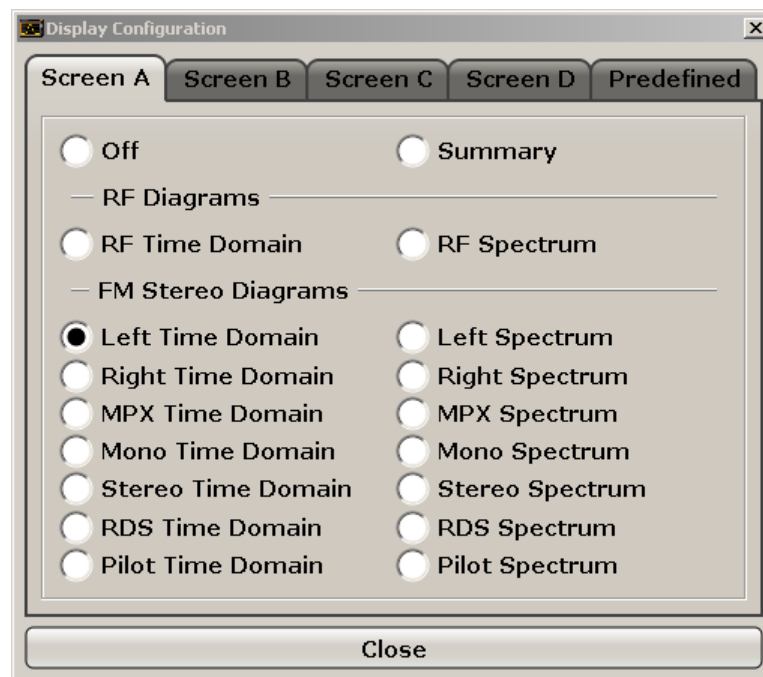 Display Configuration
Screen A Screen B Screen C Screen D Predefined
Off Summary
RF Diagrams
RF Time Domain RF Spectrum
FM Stereo Diagrams
Left Time Domain Left Spectrum
Right Time Domain Right Spectrum
MPX Time Domain MPX Spectrum
Mono Time Domain Mono Spectrum
Stereo Time Domain Stereo Spectrum
RDS Time Domain RDS Spectrum
Pilot Time Domain Pilot Spectrum
Close